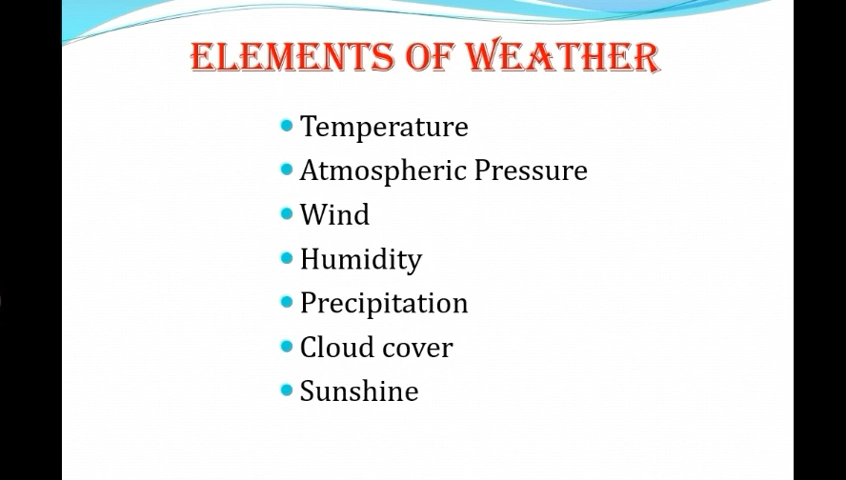 ELEMENTS OF WEATHER
Temperature
Atmospheric Pressure
Wind
Humidity
Precipitation
Cloud cover
Sunshine